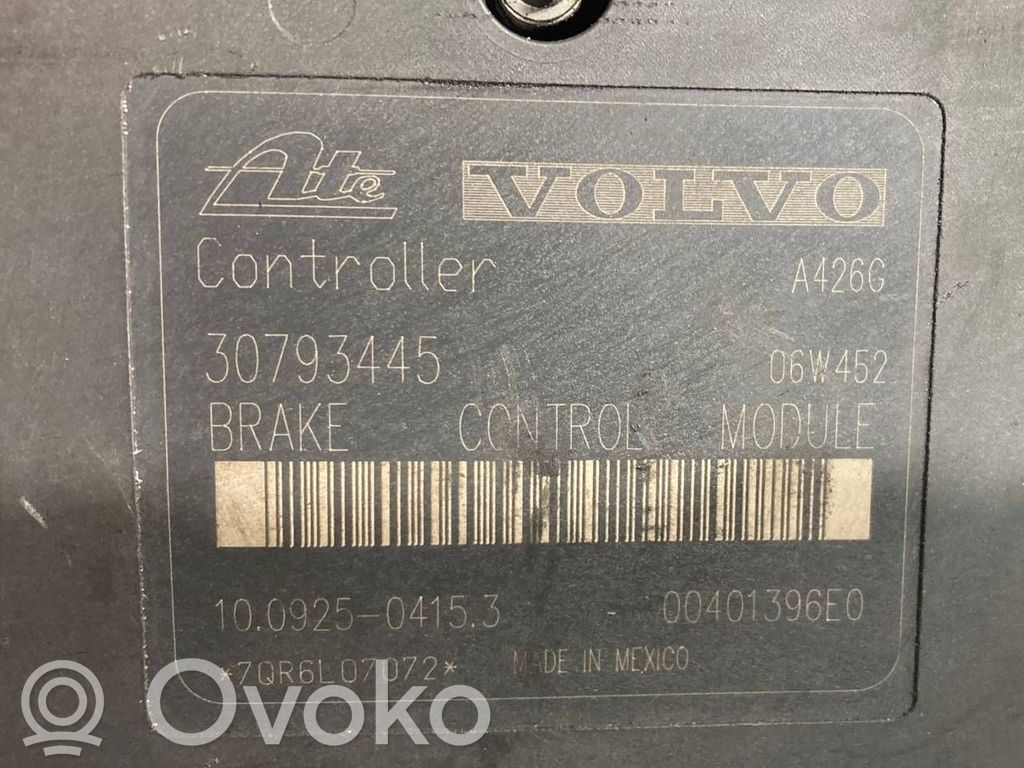 Ate VOLVO
Controller A426G
30793445 06W452
BRAKE CONTROL MODULE
10.0925-0415.3 00401396E0
*7QR6L07072* MADE IN MEXICO
Ovoko